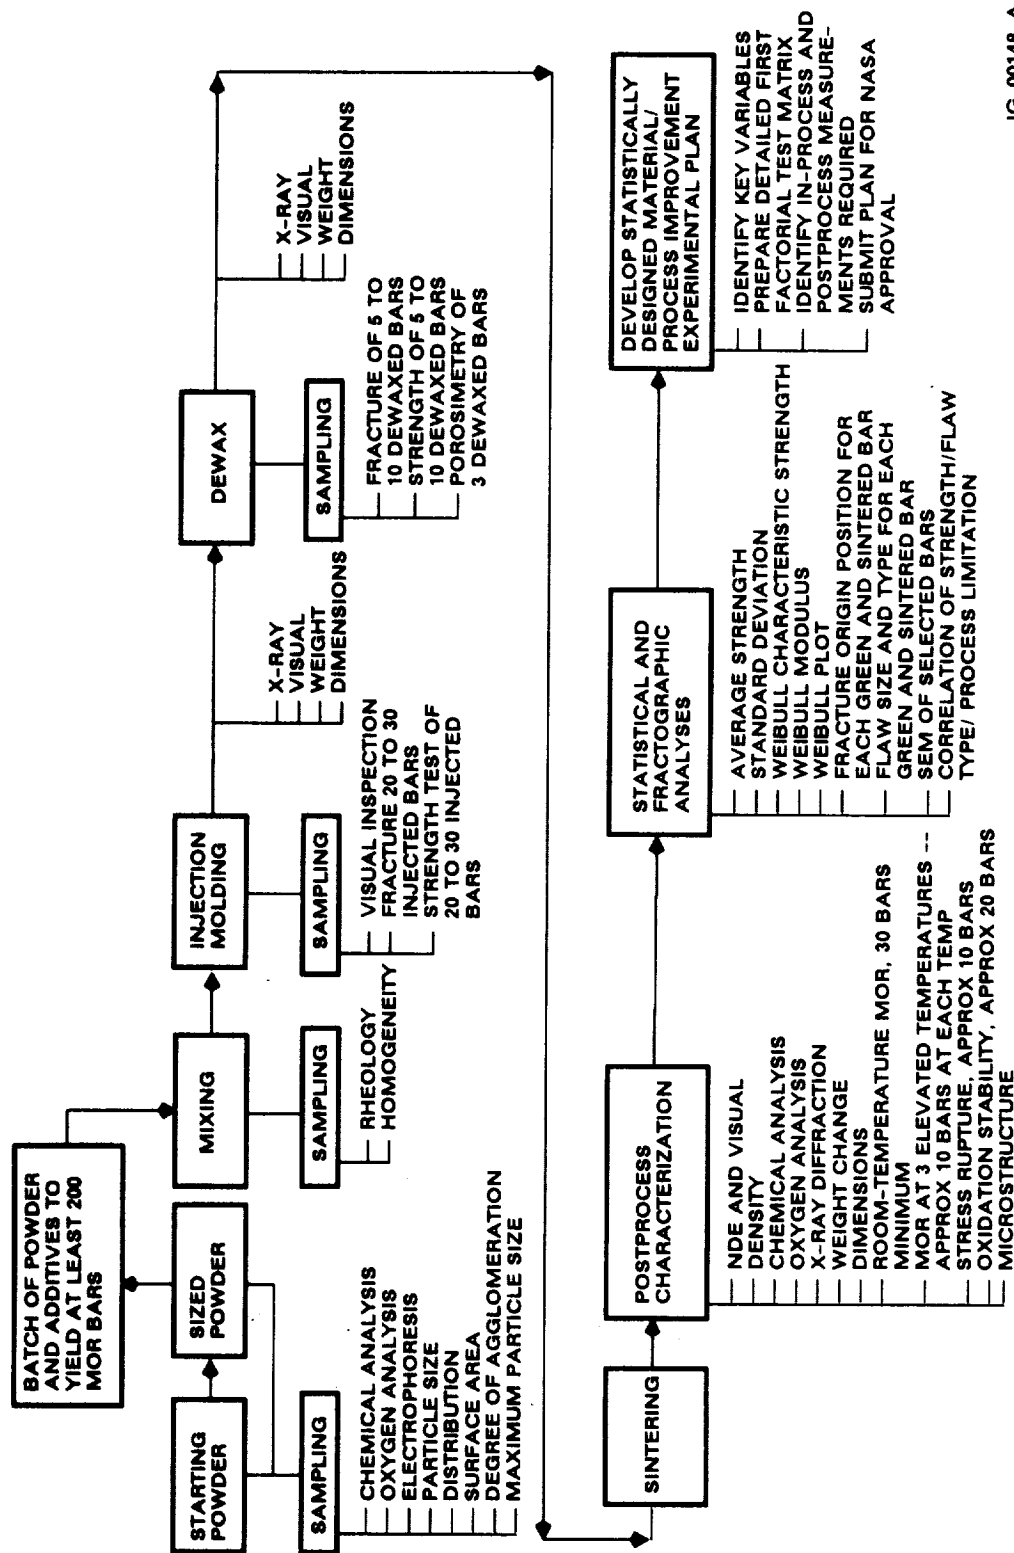 BATCH OF POWDER
AND ADDITIVES TO
YIELD AT LEAST 200
MOR BARS
STARTING
POWDER
SIZED
POWDER
SAMPLING
CHEMICAL ANALYSIS
OXYGEN ANALYSIS
ELECTROPHORESIS
PARTICLE SIZE
DISTRIBUTION
SURFACE AREA
DEGREE OF AGGLOMERATION
MAXIMUM PARTICLE SIZE
MIXING
SAMPLING
RHEOLOGY
HOMOGENEITY
INJECTION
MOLDING
SAMPLING
VISUAL INSPECTION
FRACTURE 20 TO 30
INJECTED BARS
STRENGTH TEST OF
20 TO 30 INJECTED
BARS
X-RAY
VISUAL
WEIGHT
DIMENSIONS
DEWAX
SAMPLING
FRACTURE OF 5 TO
10 DEWAXED BARS
STRENGTH OF 5 TO
10 DEWAXED BARS
POROSIMETRY OF
3 DEWAXED BARS
X-RAY
VISUAL
WEIGHT
DIMENSIONS
SINTERING
POSTPROCESS
CHARACTERIZATION
NDE AND VISUAL
DENSITY
CHEMICAL ANALYSIS
OXYGEN ANALYSIS
X-RAY DIFFRACTION
WEIGHT CHANGE
DIMENSIONS
ROOM-TEMPERATURE MOR, 30 BARS
MINIMUM
MOR AT 3 ELEVATED TEMPERATURES --
APPROX 10 BARS AT EACH TEMP
STRESS RUPTURE, APPROX 10 BARS
OXIDATION STABILITY, APPROX 20 BARS
MICROSTRUCTURE
STATISTICAL AND
FRACTOGRAPHIC
ANALYSES
AVERAGE STRENGTH
STANDARD DEVIATION
WEIBULL CHARACTERISTIC STRENGTH
WEIBULL MODULUS
WEIBULL PLOT
FRACTURE ORIGIN POSITION FOR
EACH GREEN AND SINTERED BAR
FLAW SIZE AND TYPE FOR EACH
GREEN AND SINTERED BAR
SEM OF SELECTED BARS
CORRELATION OF STRENGTH/FLAW
TYPE/ PROCESS LIMITATION
DEVELOP STATISTICALLY
DESIGNED MATERIAL/
PROCESS IMPROVEMENT
EXPERIMENTAL PLAN
IDENTIFY KEY VARIABLES
PREPARE DETAILED FIRST
FACTORIAL TEST MATRIX
IDENTIFY IN-PROCESS AND
POSTPROCESS MEASURE-
MENTS REQUIRED
SUBMIT PLAN FOR NASA
APPROVAL